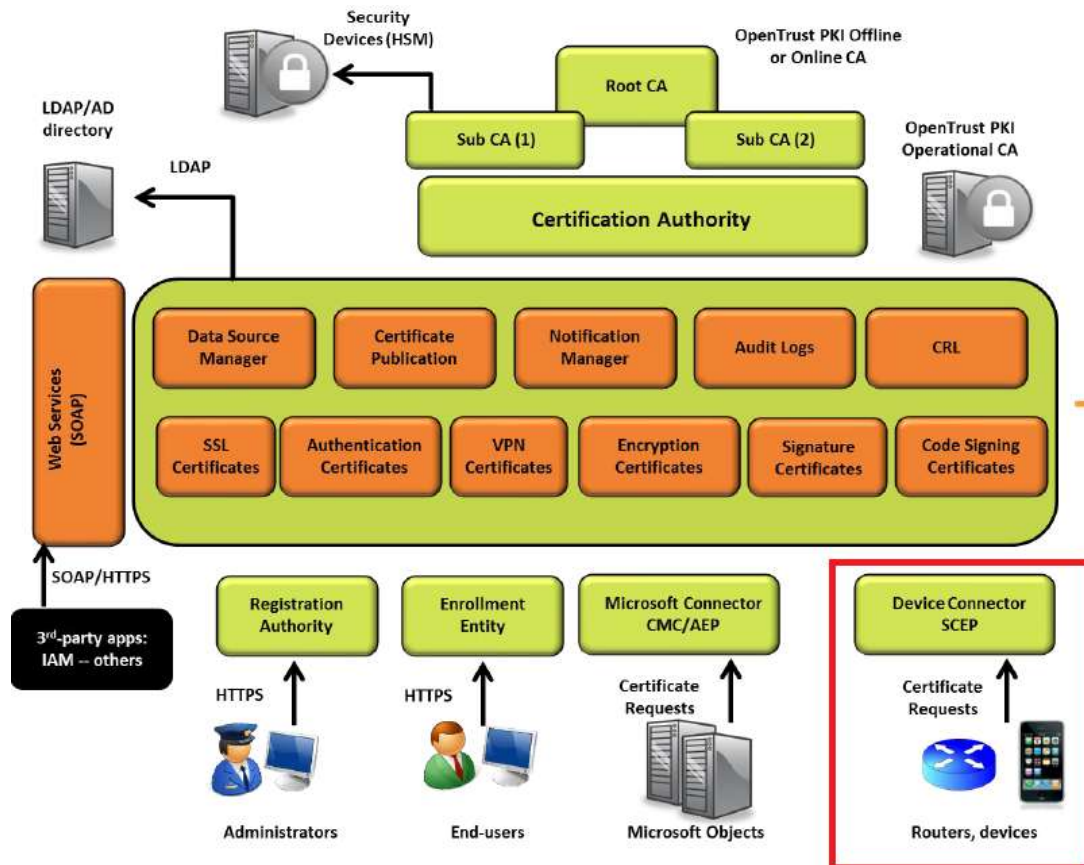 Security
Devices (HSM)
OpenTrust PKI Offline
or Online CA
Root CA
LDAP/AD
directory
Sub CA (1)
Sub CA (2)
OpenTrust PKI
Operational CA
LDAP
Certification Authority
Web Services
(SOAP)
Data Source
Manager
Certificate
Publication
Notification
Manager
Audit Logs
CRL
SSL
Certificates
Authentication
Certificates
VPN
Certificates
Encryption
Certificates
Signature
Certificates
Code Signing
Certificates
SOAP/HTTPS
3rd-party apps:
IAM -- others
Registration
Authority
Enrollment
Entity
Microsoft Connector
CMC/AEP
Device Connector
SCEP
HTTPS
HTTPS
Certificate
Requests
Certificate
Requests
Administrators
End-users
Microsoft Objects
Routers, devices